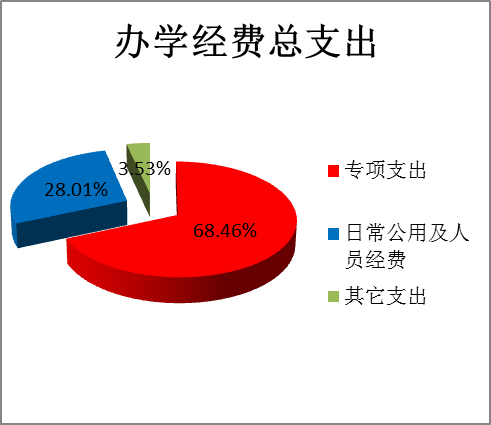 办学经费总支出
3.53%
28.01%
68.46%
专项支出
日常公用及人
员经费
其它支出